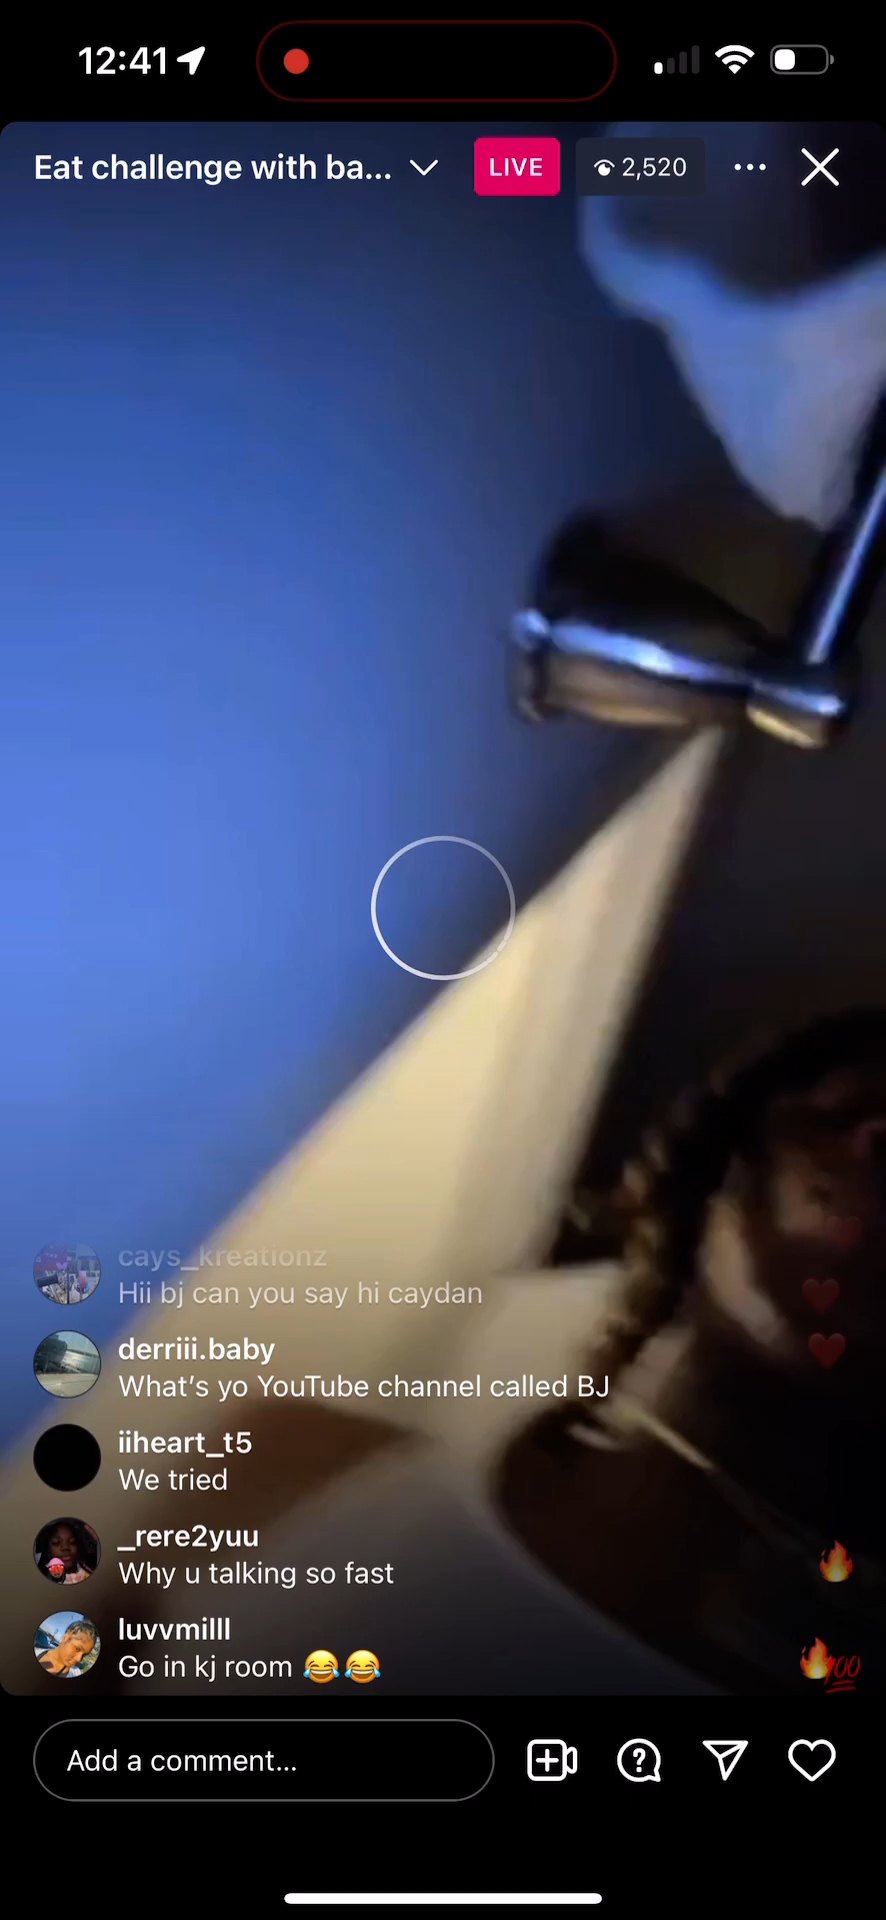 12:41
Eat challenge with ba...
LIVE
2,520
cays_kreationz
Hii bj can you say hi caydan
derriii.baby
What's yo YouTube channel called BJ
iiheart_t5
We tried
_rere2yuu
Why u talking so fast
luvvmilll
Go in kj room 😂😂
Add a comment...